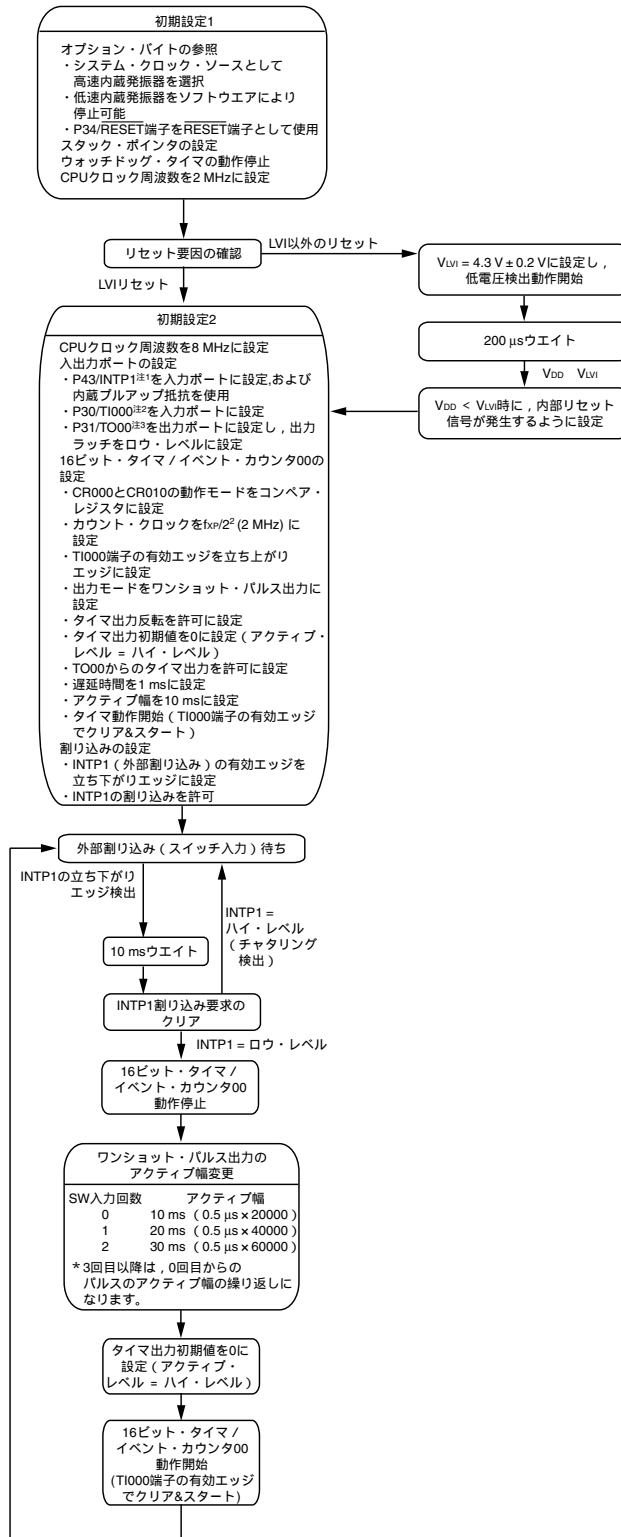 初期設定1
オプション・バイトの参照
・システム・クロック・ソースとして
高速内蔵発振器を選択
・低速内蔵発振器をソフトウエアにより
停止可能
・P34/RESET端子をRESET端子として使用
スタック・ポインタの設定
ウォッチドッグ・タイマの動作停止
CPUクロック周波数を2 MHzに設定
リセット要因の確認
LVI以外のリセット
LVIリセット
VLVI = 4.3 V ± 0.2 Vに設定し，
低電圧検出動作開始
200 μsウエイト
VDD VLVI
VDD < VLVI時に，内部リセット
信号が発生するように設定
初期設定2
CPUクロック周波数を8 MHzに設定
入出力ポートの設定
・P43/INTP1注1を入力ポートに設定,および
内蔵プルアップ抵抗を使用
・P30/TI000注2を入力ポートに設定
・P31/TO00注3を出力ポートに設定し，出力
ラッチをロウ・レベルに設定
16ビット・タイマ / イベント・カウンタ00の
設定
・CR000とCR010の動作モードをコンペア・
レジスタに設定
・カウント・クロックをfXP/2² (2 MHz) に
設定
・TI000端子の有効エッジを立ち上がり
エッジに設定
・出力モードをワンショット・パルス出力に
設定
・タイマ出力反転を許可に設定
・タイマ出力初期値を0に設定（アクティブ・
レベル = ハイ・レベル）
・TO00からのタイマ出力を許可に設定
・遅延時間を1 msに設定
・アクティブ幅を10 msに設定
・タイマ動作開始（TI000端子の有効エッジ
でクリア&スタート）
割り込みの設定
・INTP1（外部割り込み）の有効エッジを
立ち下がりエッジに設定
・INTP1の割り込みを許可
外部割り込み（スイッチ入力）待ち
INTP1の立ち下がり
エッジ検出
INTP1 =
ハイ・レベル
（チャタリング
検出）
10 msウエイト
INTP1割り込み要求の
クリア
INTP1 = ロウ・レベル
16ビット・タイマ /
イベント・カウンタ00
動作停止
ワンショット・パルス出力の
アクティブ幅変更
SW入力回数 アクティブ幅
0 10 ms（0.5 μs × 20000）
1 20 ms（0.5 μs × 40000）
2 30 ms（0.5 μs × 60000）
＊3回目以降は，0回目からの
パルスのアクティブ幅の繰り返しに
なります。
タイマ出力初期値を0に
設定（アクティブ・
レベル = ハイ・レベル）
16ビット・タイマ /
イベント・カウンタ00
動作開始
(TI000端子の有効エッジ
でクリア&スタート)